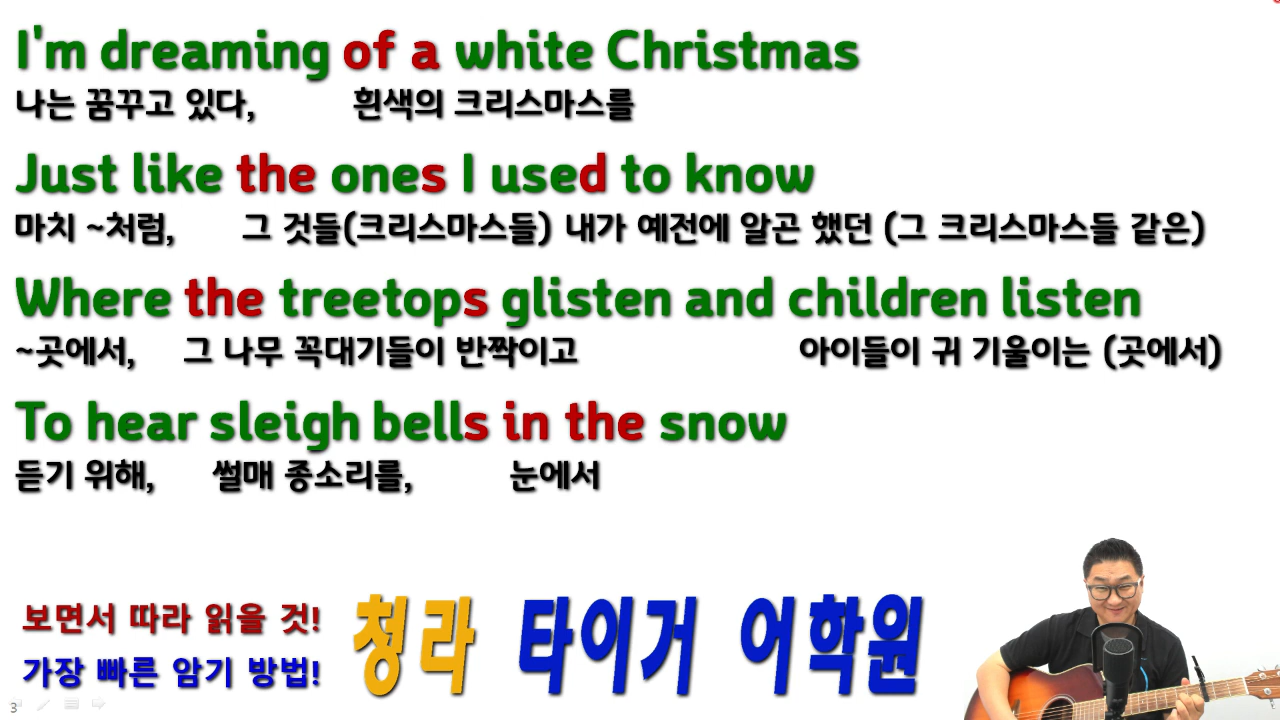 I'm dreaming of a white Christmas
나는 꿈꾸고 있다, 흰색의 크리스마스를
Just like the ones I used to know
마치 ~처럼, 그 것들(크리스마스들) 내가 예전에 알곤 했던 (그 크리스마스들 같은)
Where the treetops glisten and children listen
~곳에서, 그 나무 꼭대기들이 반짝이고 아이들이 귀 기울이는 (곳에서)
To hear sleigh bells in the snow
듣기 위해, 썰매 종소리를, 눈에서
보면서 따라 읽을 것!
가장 빠른 암기 방법!
청라 타이거 어학원
3